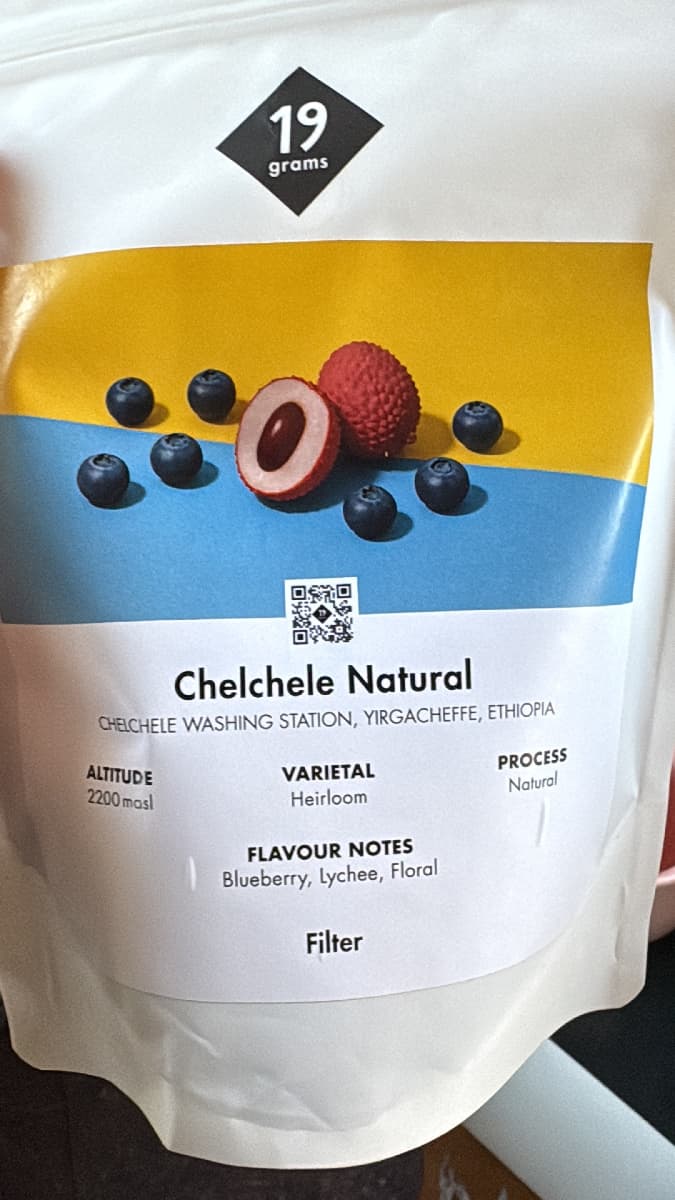 19
grams
Chelchele Natural
CHELCHELE WASHING STATION, YIRGACHEFFE, ETHIOPIA
ALTITUDE
2200 masl
VARIETAL
Heirloom
PROCESS
Natural
FLAVOUR NOTES
Blueberry, Lychee, Floral
Filter